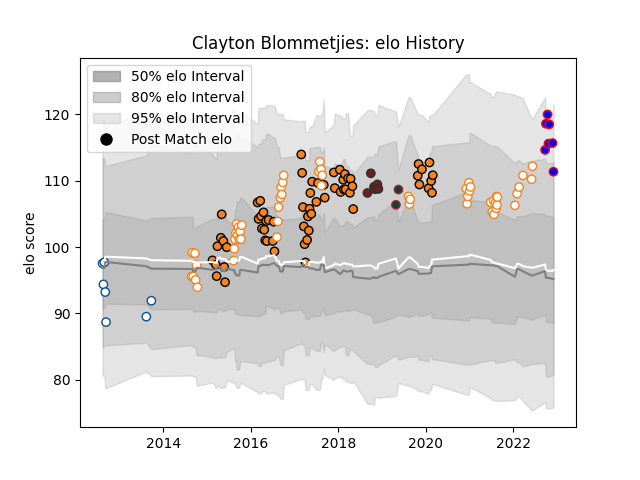 Clayton Blommetjies: elo History
50% elo Interval
80% elo Interval
95% elo Interval
Post Match elo
elo score
120
110
100
90
80
2014
2016
2018
2020
2022